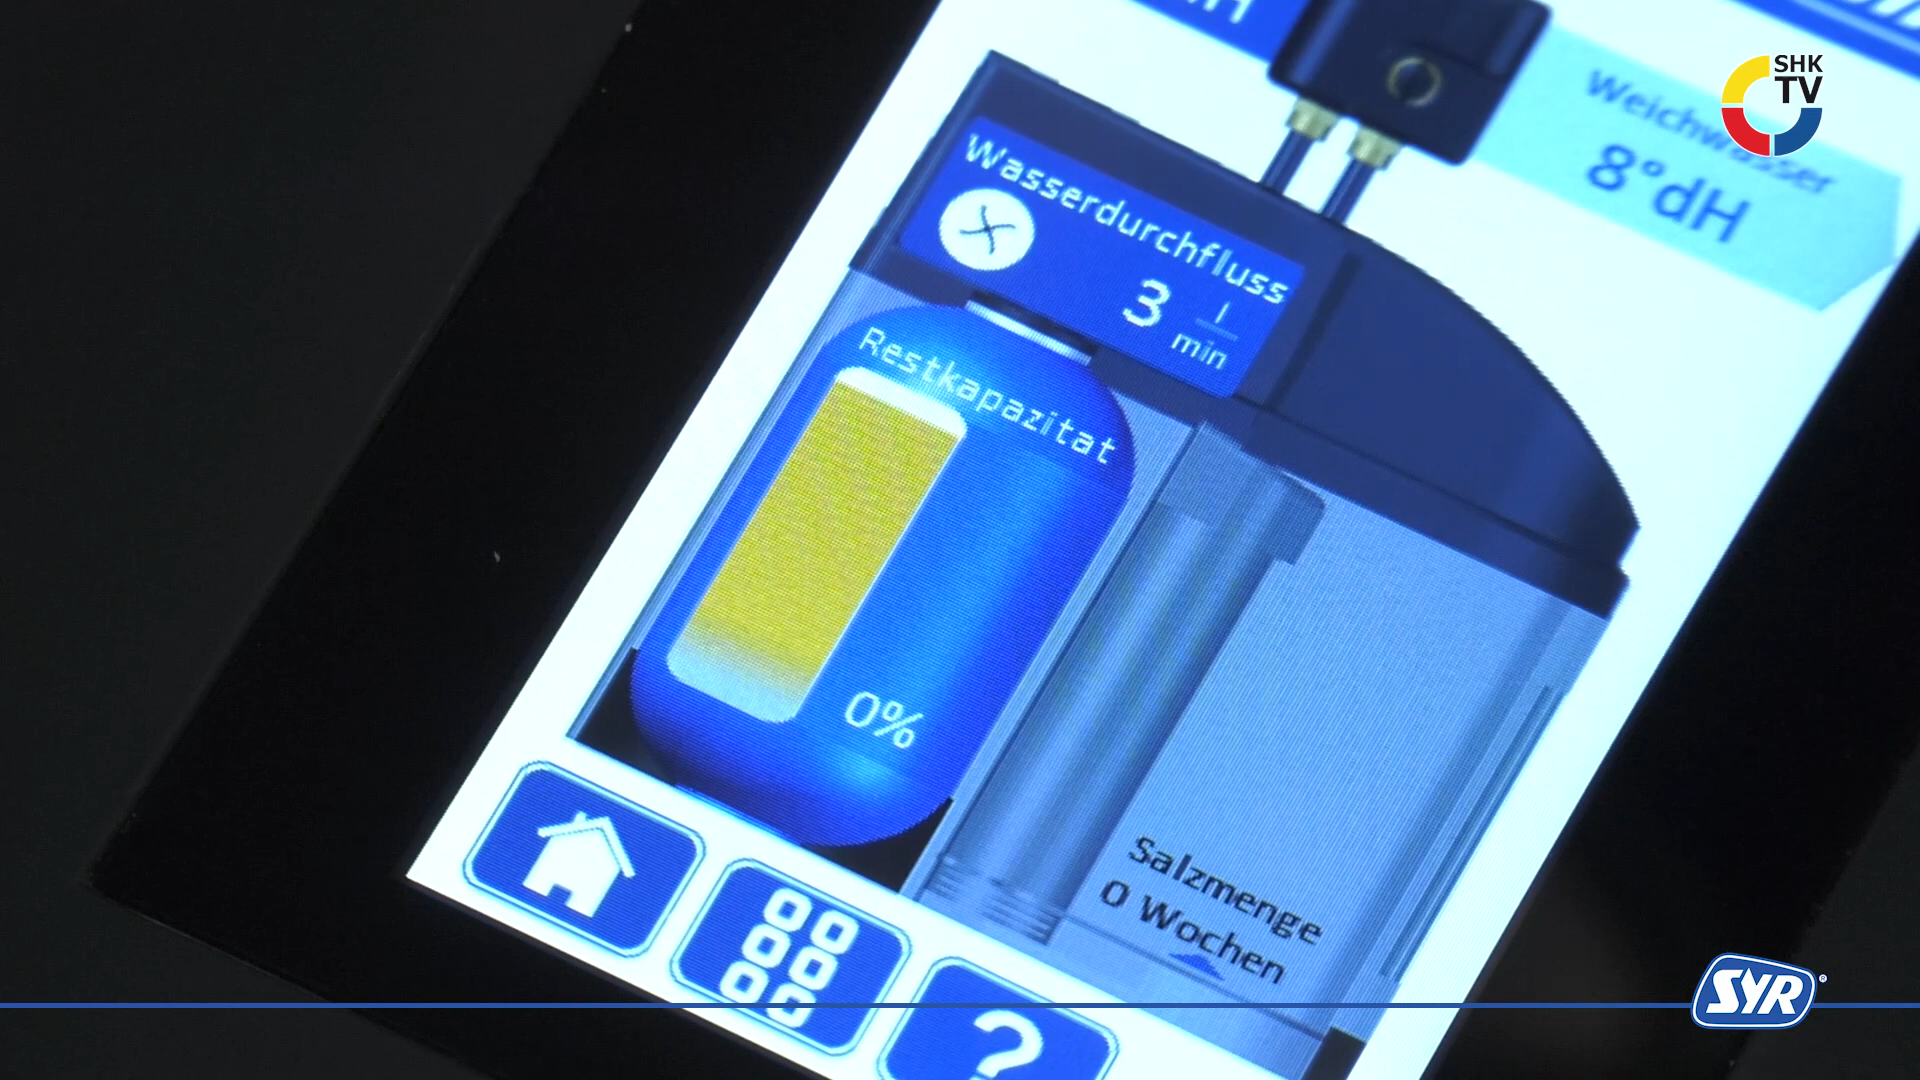 SHK
TV
Weichwasser
8°dH
Wasserdurchfluss
3 l
min
Restkapazitat
0%
Salzmenge
0 Wochen
?
SYR®